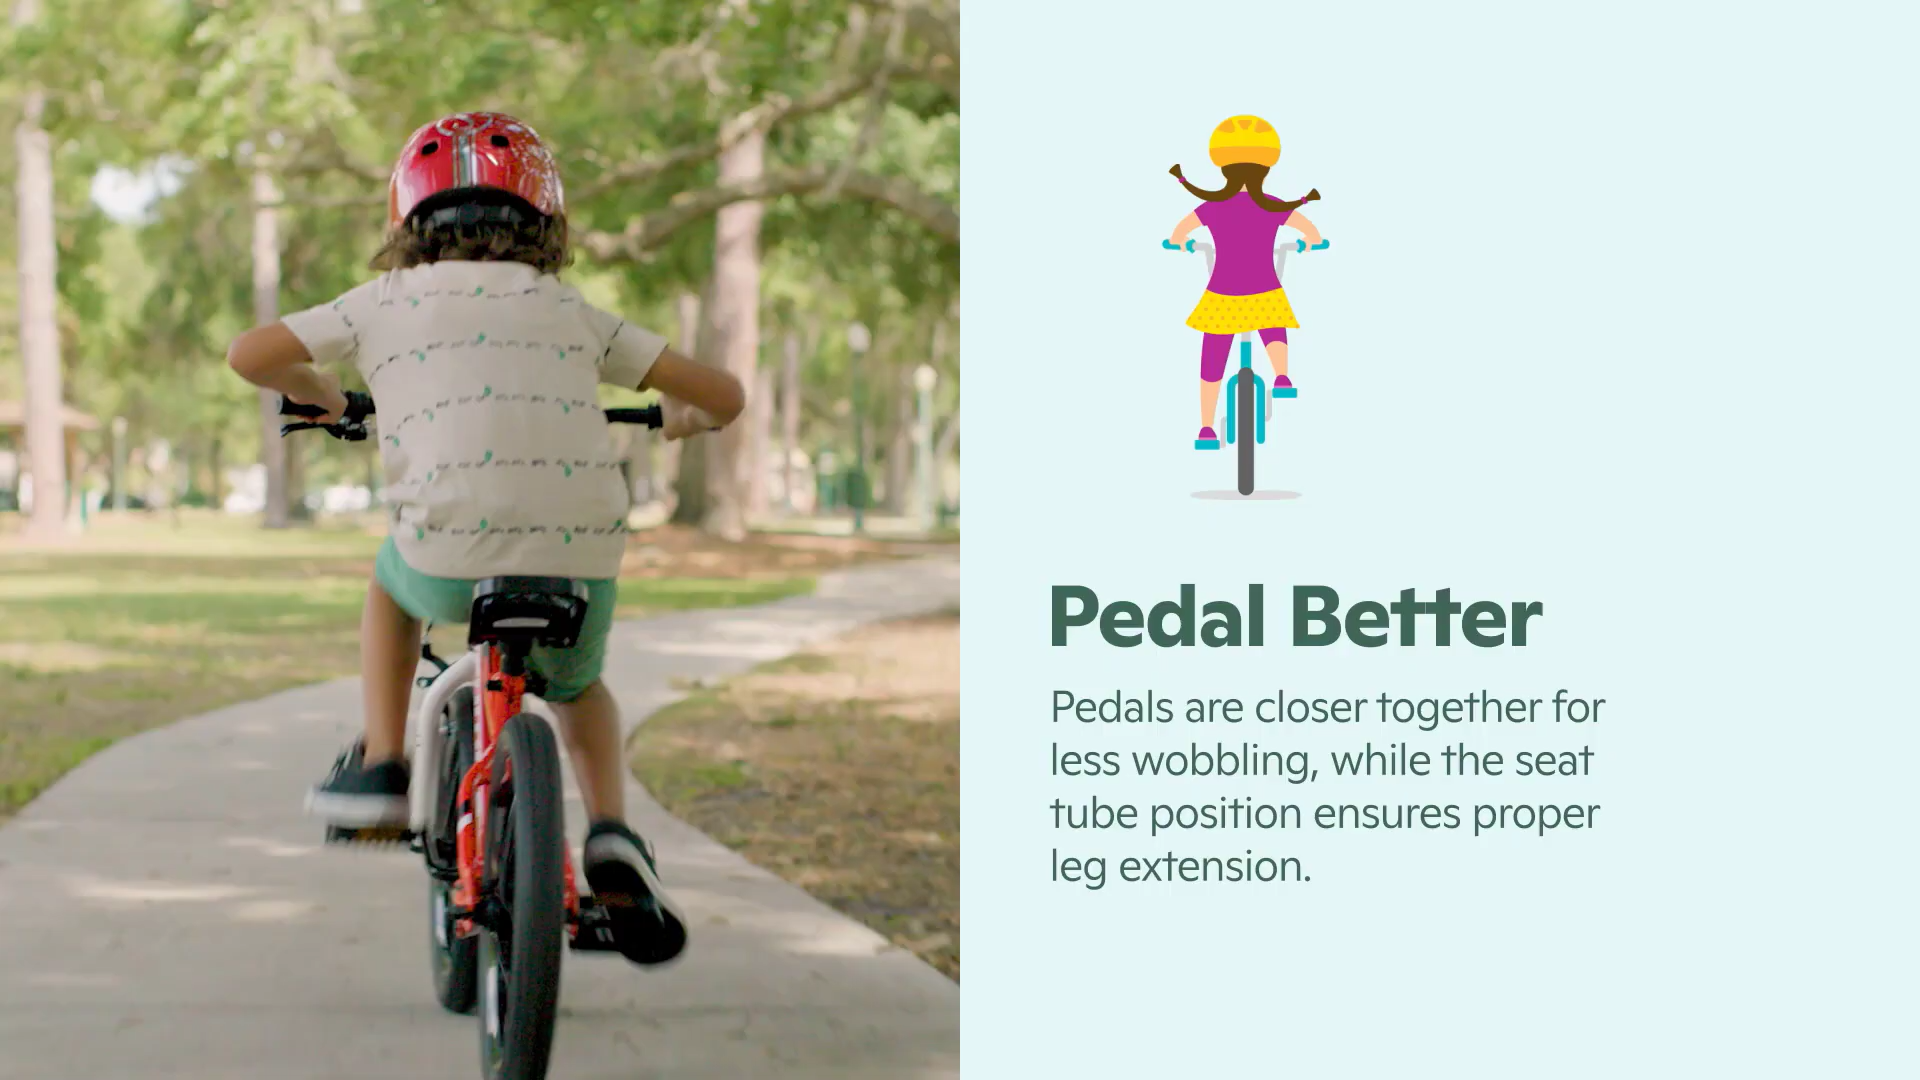 Pedal Better
Pedals are closer together for
less wobbling, while the seat
tube position ensures proper
leg extension.